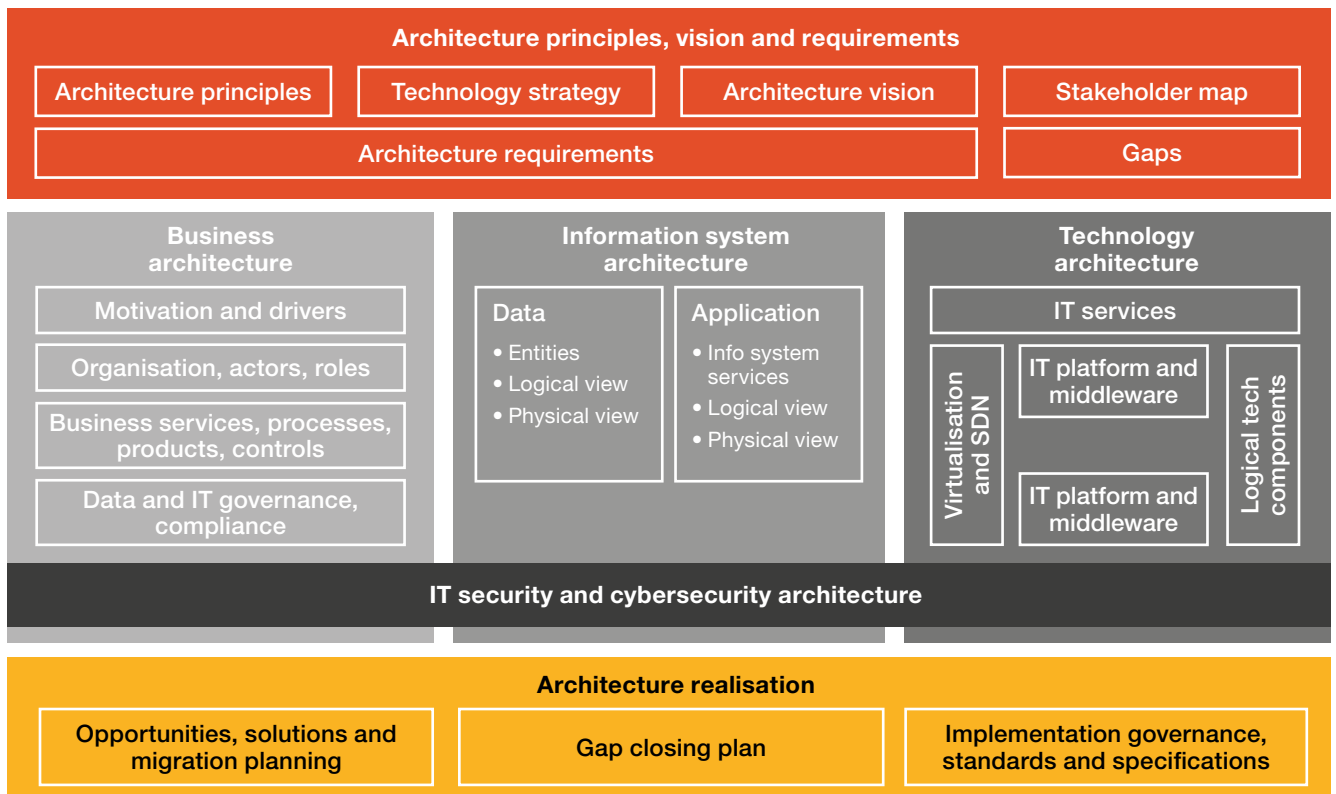 Architecture principles, vision and requirements
Architecture principles
Technology strategy
Architecture vision
Stakeholder map
Architecture requirements
Gaps
Business
architecture
Motivation and drivers
Organisation, actors, roles
Business services, processes,
products, controls
Data and IT governance,
compliance
Information system
architecture
Data
• Entities
• Logical view
• Physical view
Application
• Info system
services
• Logical view
• Physical view
Technology
architecture
IT services
Virtualisation
and SDN
IT platform and
middleware
IT platform and
middleware
Logical tech
components
IT security and cybersecurity architecture
Architecture realisation
Opportunities, solutions and
migration planning
Gap closing plan
Implementation governance,
standards and specifications